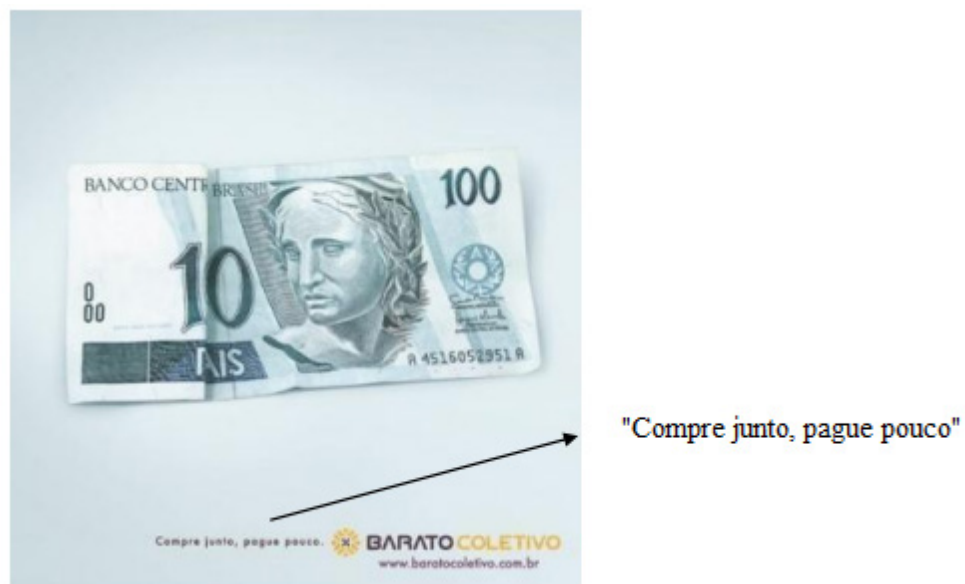 BANCO CENTR BRASIL
100
10
0
00
AIS
A 4516052951 A
"Compre junto, pague pouco"
Compre junto, pague pouco. BARATO COLETIVO
www.baratocoletivo.com.br